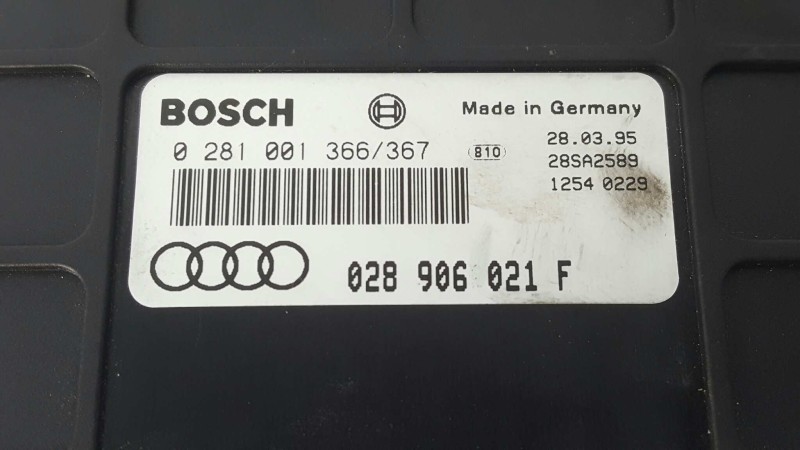 BOSCH
Made in Germany
0 281 001 366/367
810
28.03.95
28SA2589
1254 0229
028 906 021 F